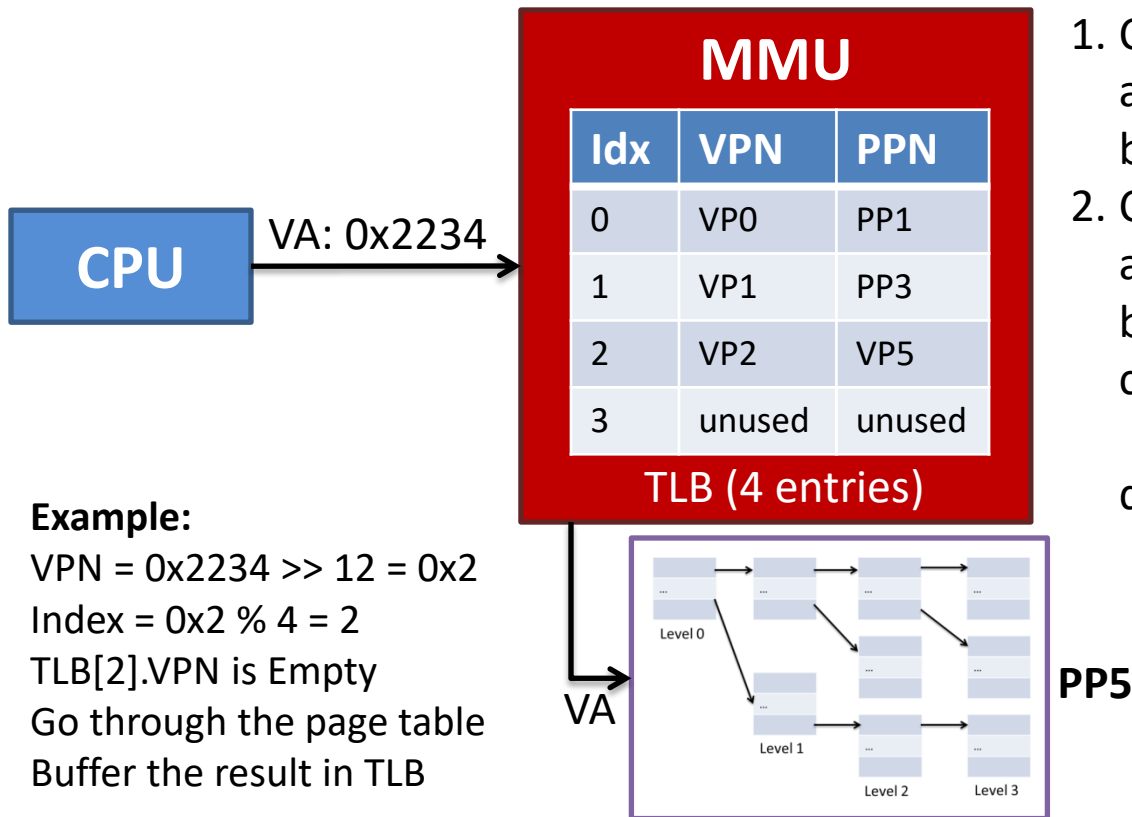 MMU
Idx VPN PPN
0 VP0 PP1
1 VP1 PP3
2 VP2 VP5
3 unused unused
TLB (4 entries)
CPU
VA: 0x2234
1. C
a
b
2. C
a
b
c
Example:
VPN = 0x2234 >> 12 = 0x2
Index = 0x2 % 4 = 2
TLB[2].VPN is Empty
Go through the page table
Buffer the result in TLB
VA
... ... ... ...
Level 0
... ...
...
Level 1
... ...
Level 2 Level 3
PP5